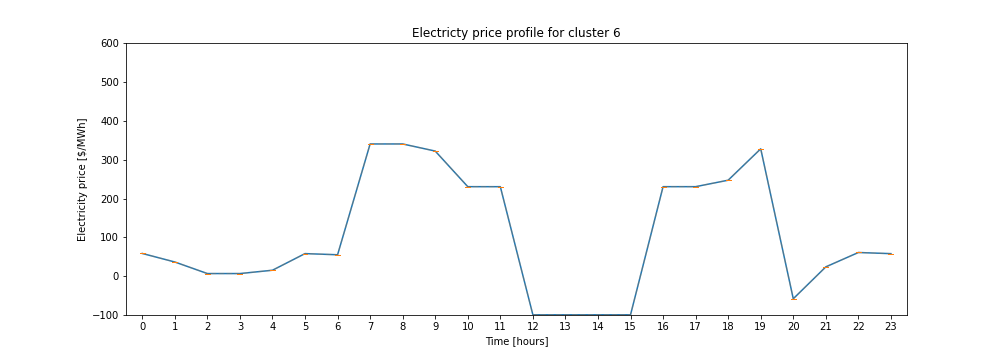 Electricty price profile for cluster 6
600
500
400
300
200
100
0
−100
Electricity price [$/MWh]
0 1 2 3 4 5 6 7 8 9 10 11 12 13 14 15 16 17 18 19 20 21 22 23
Time [hours]